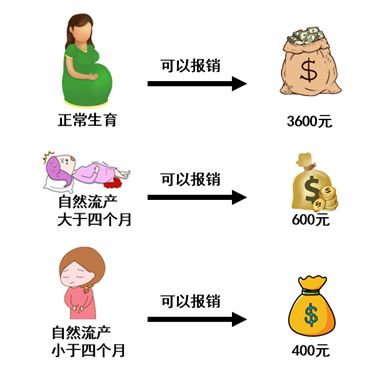 可以报销
正常生育
3600元
可以报销
自然流产
大于四个月
600元
可以报销
自然流产
小于四个月
400元